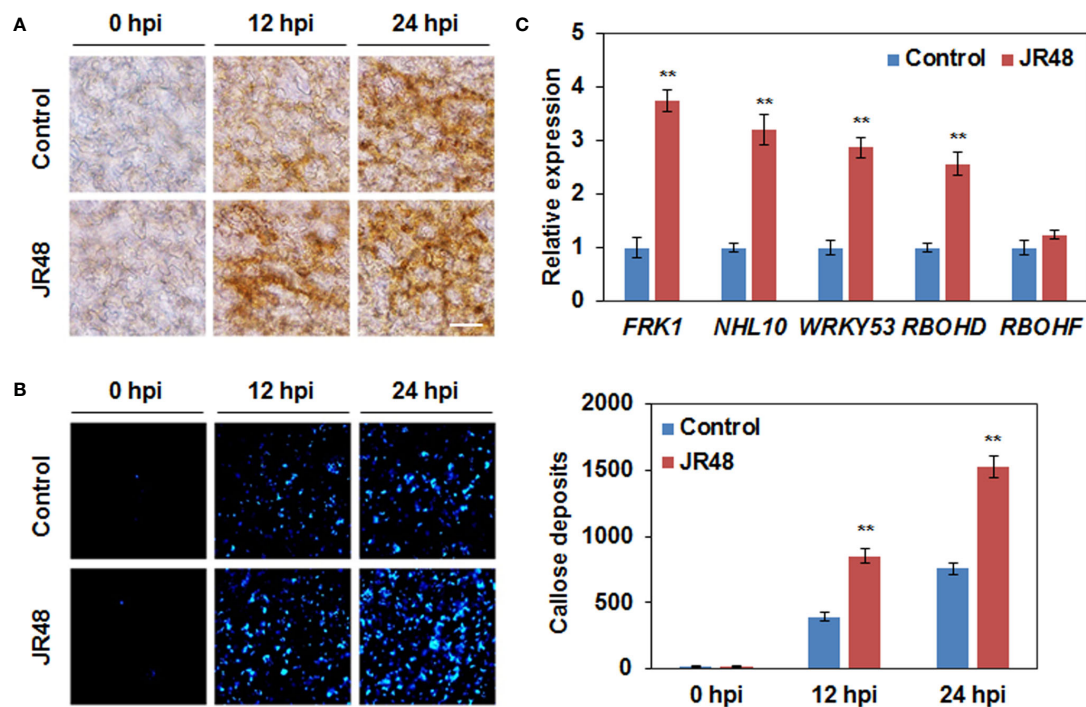 A
0 hpi 12 hpi 24 hpi
Control
JR48
C
5
4
3
2
1
0
Relative expression
Control JR48
** ** ** **
FRK1 NHL10 WRKY53 RBOHD RBOHF
B
0 hpi 12 hpi 24 hpi
Control
JR48
2000
1500
1000
500
0
Callose deposits
Control
JR48
**
**
0 hpi 12 hpi 24 hpi